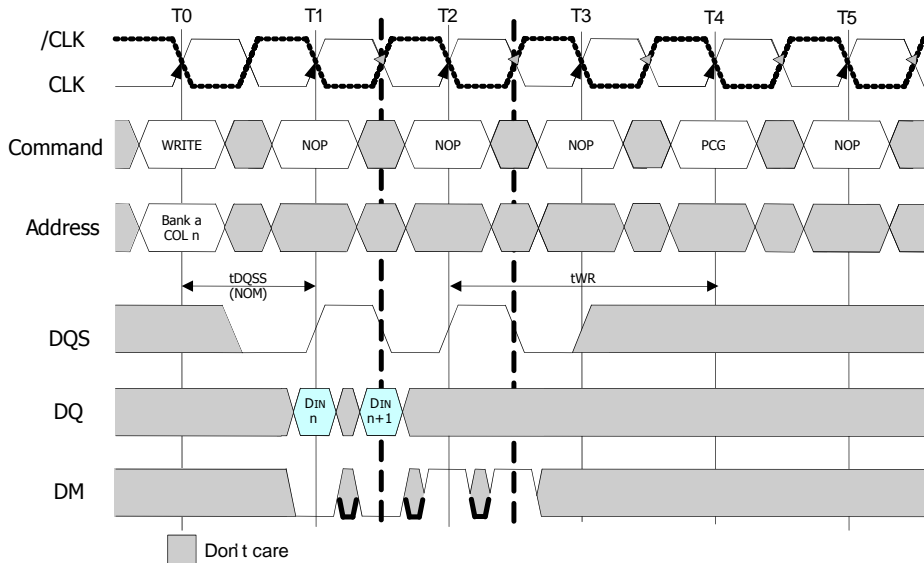 T0 T1 T2 T3 T4 T5
/CLK
CLK
Command WRITE NOP NOP NOP PCG NOP
Address Bank a
COL n
tDQSS
(NOM)
tWR
DQS
DQ DIN
n
DIN
n+1
DM
Don't care